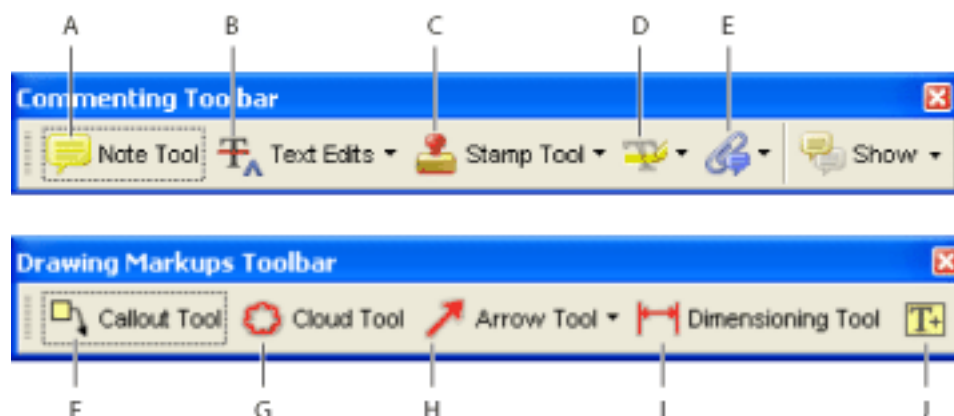 A B C D E
Commenting Toolbar
Note Tool Text Edits Stamp Tool Show
Drawing Markups Toolbar
Callout Tool Cloud Tool Arrow Tool Dimensioning Tool T+
F G H I J